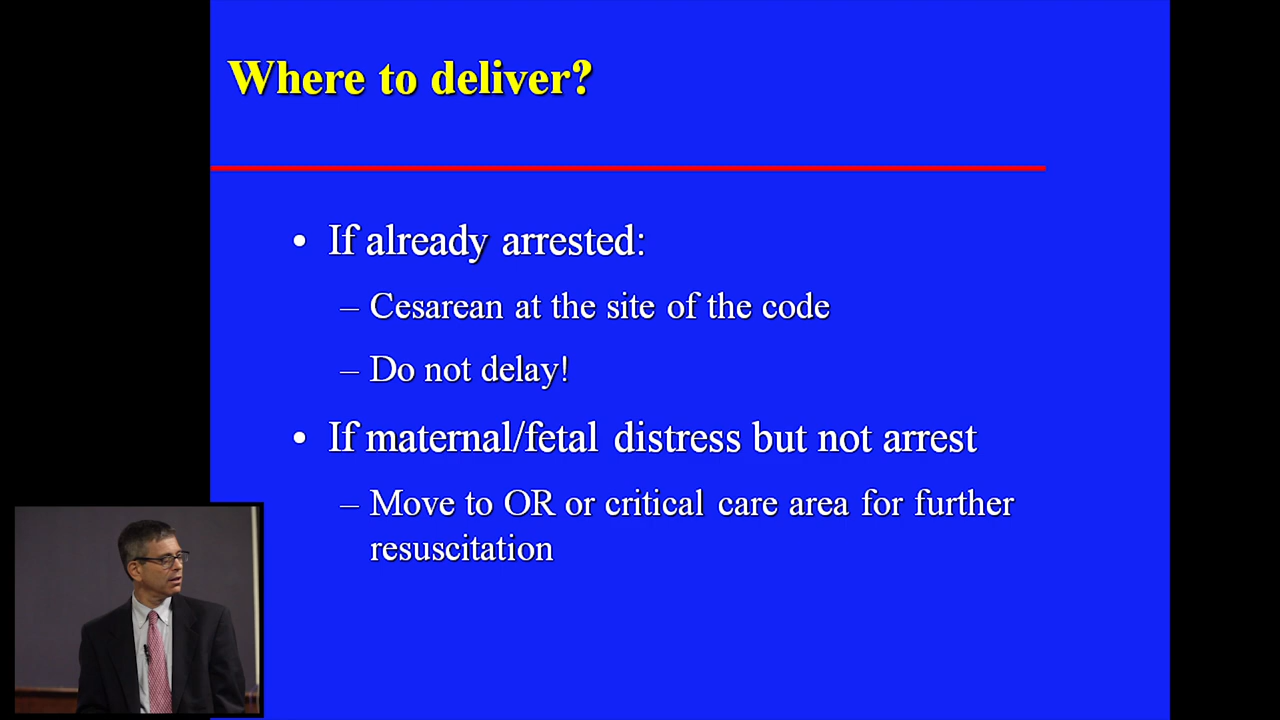 Where to deliver?
• If already arrested:
– Cesarean at the site of the code
– Do not delay!
• If maternal/fetal distress but not arrest
– Move to OR or critical care area for further
resuscitation